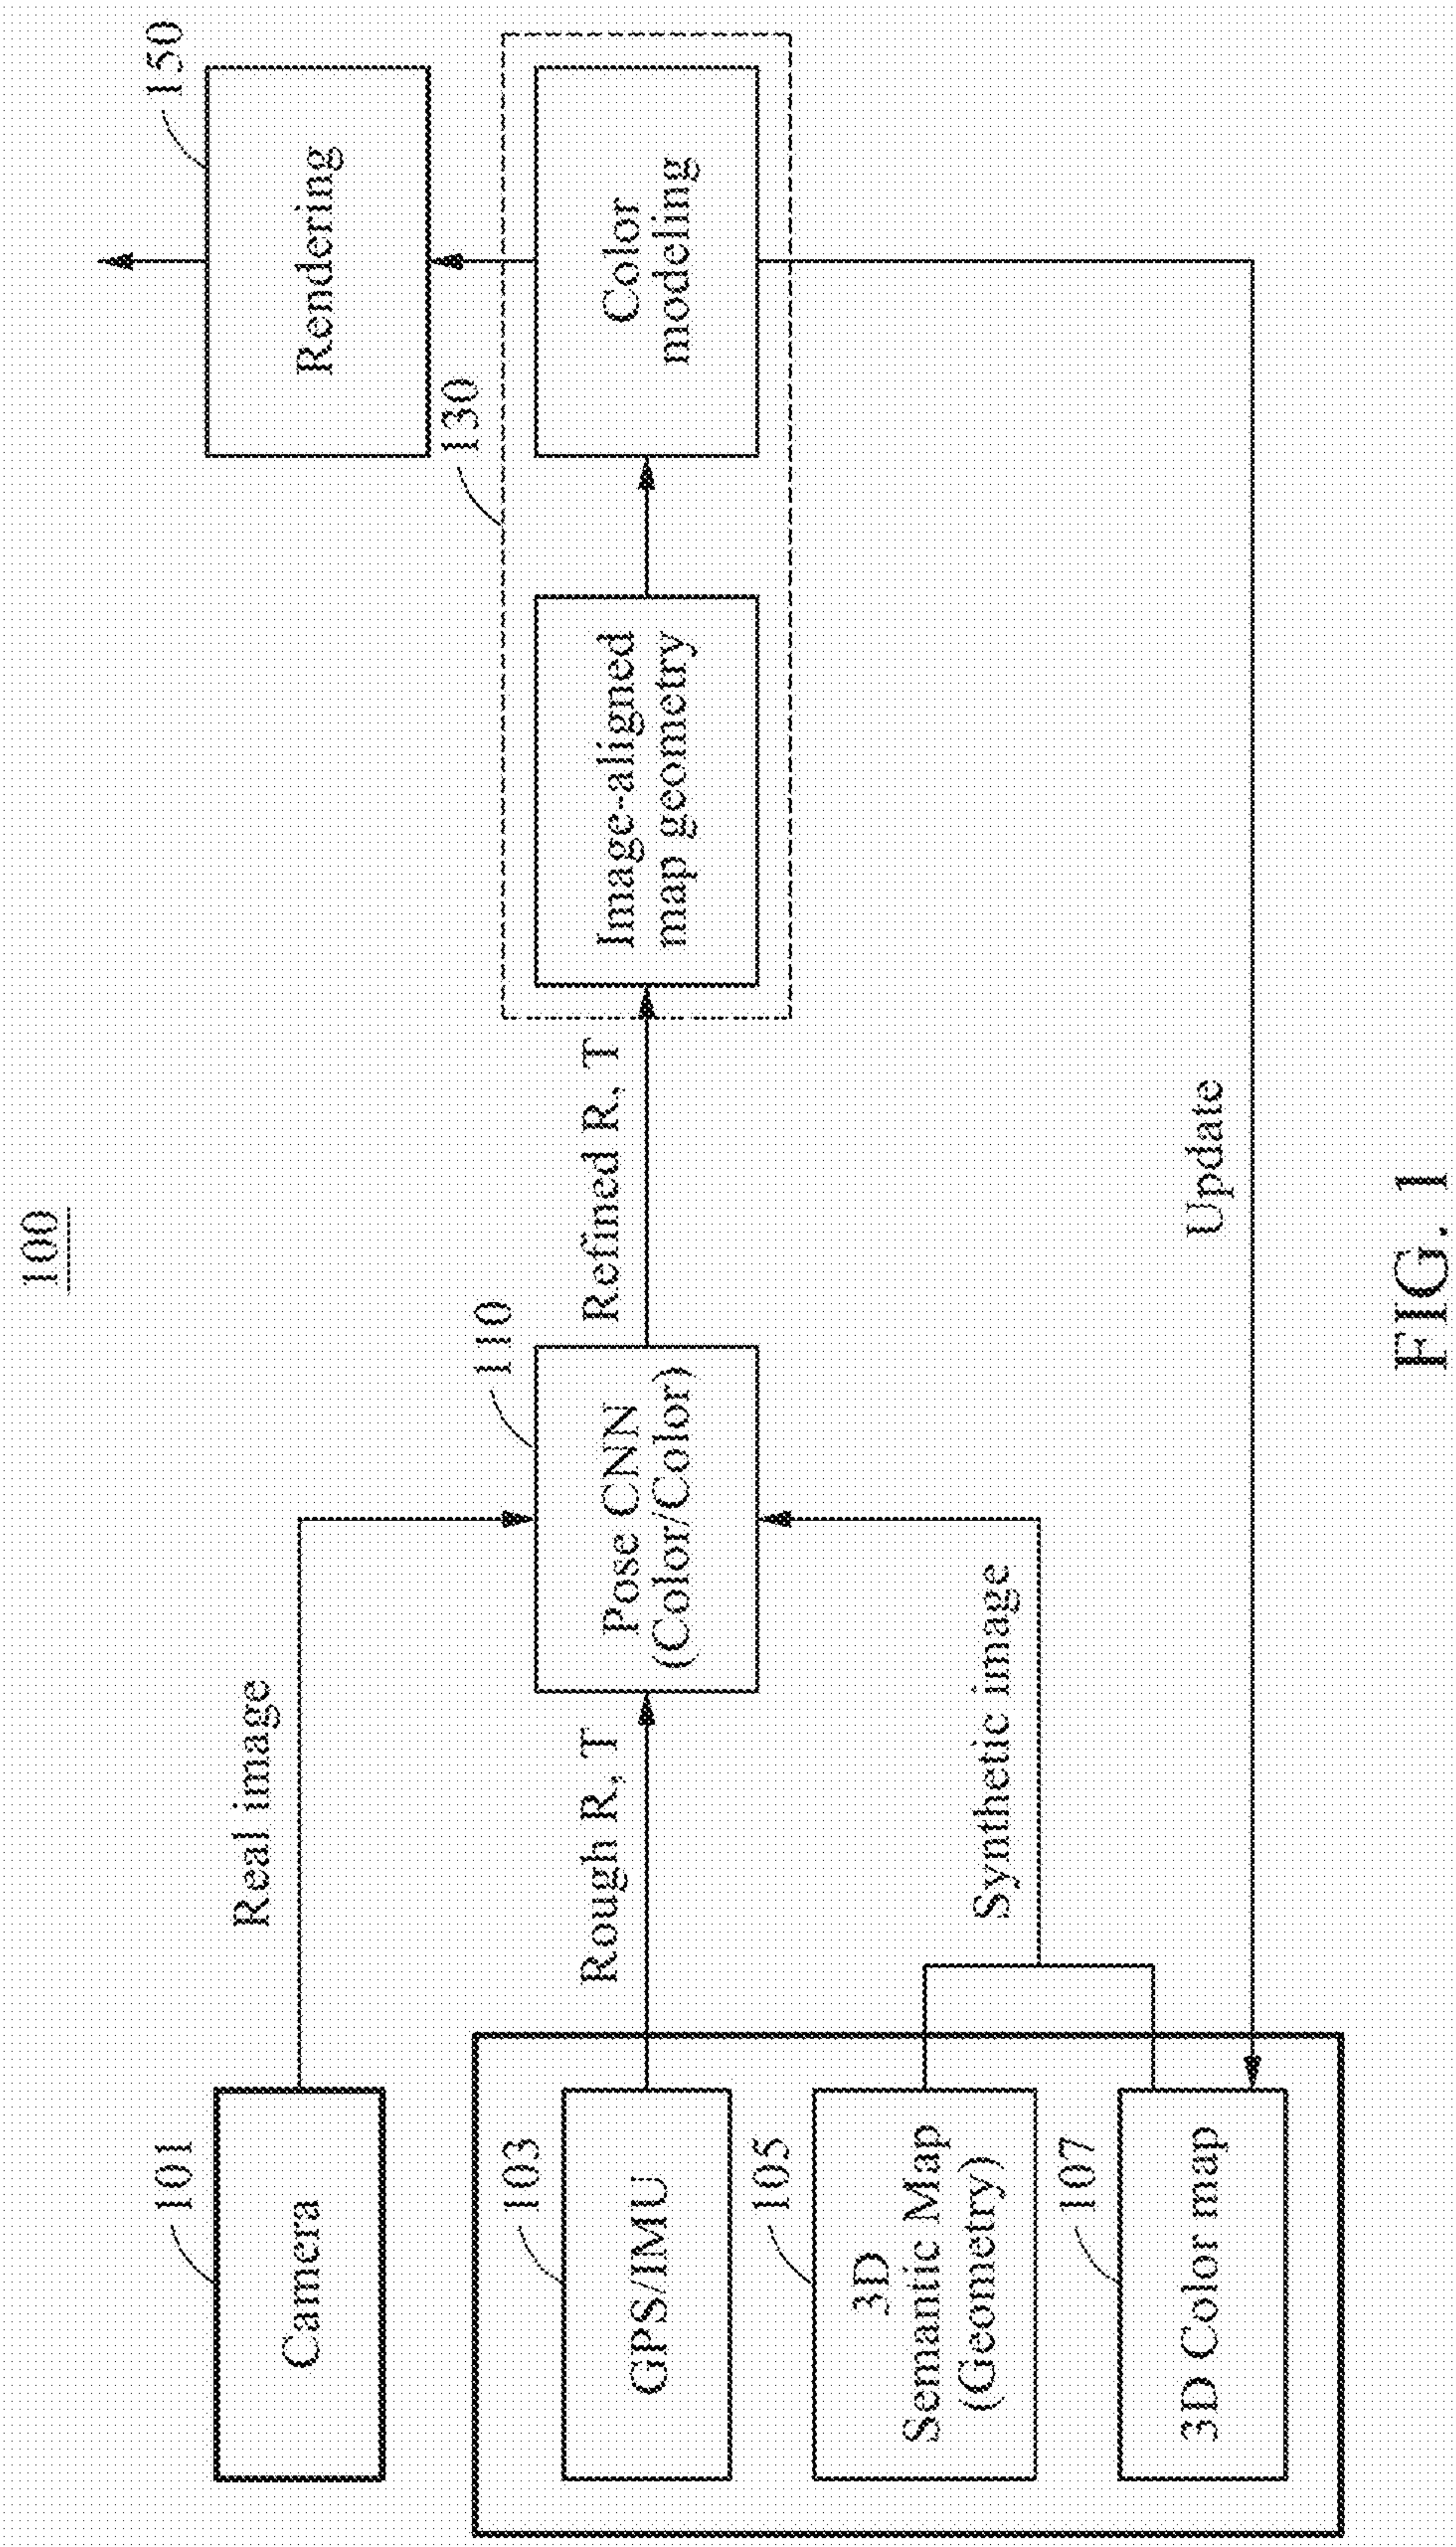 100
101
Camera
Real image
103
GPS/IMU
Rough R, T
105
3D
Semantic Map
(Geometry)
107
3D Color map
Synthetic image
110
Pose CNN
(Color/Color)
Refined R, T
130
Image-aligned
map geometry
Color
modeling
150
Rendering
Update
FIG. 1